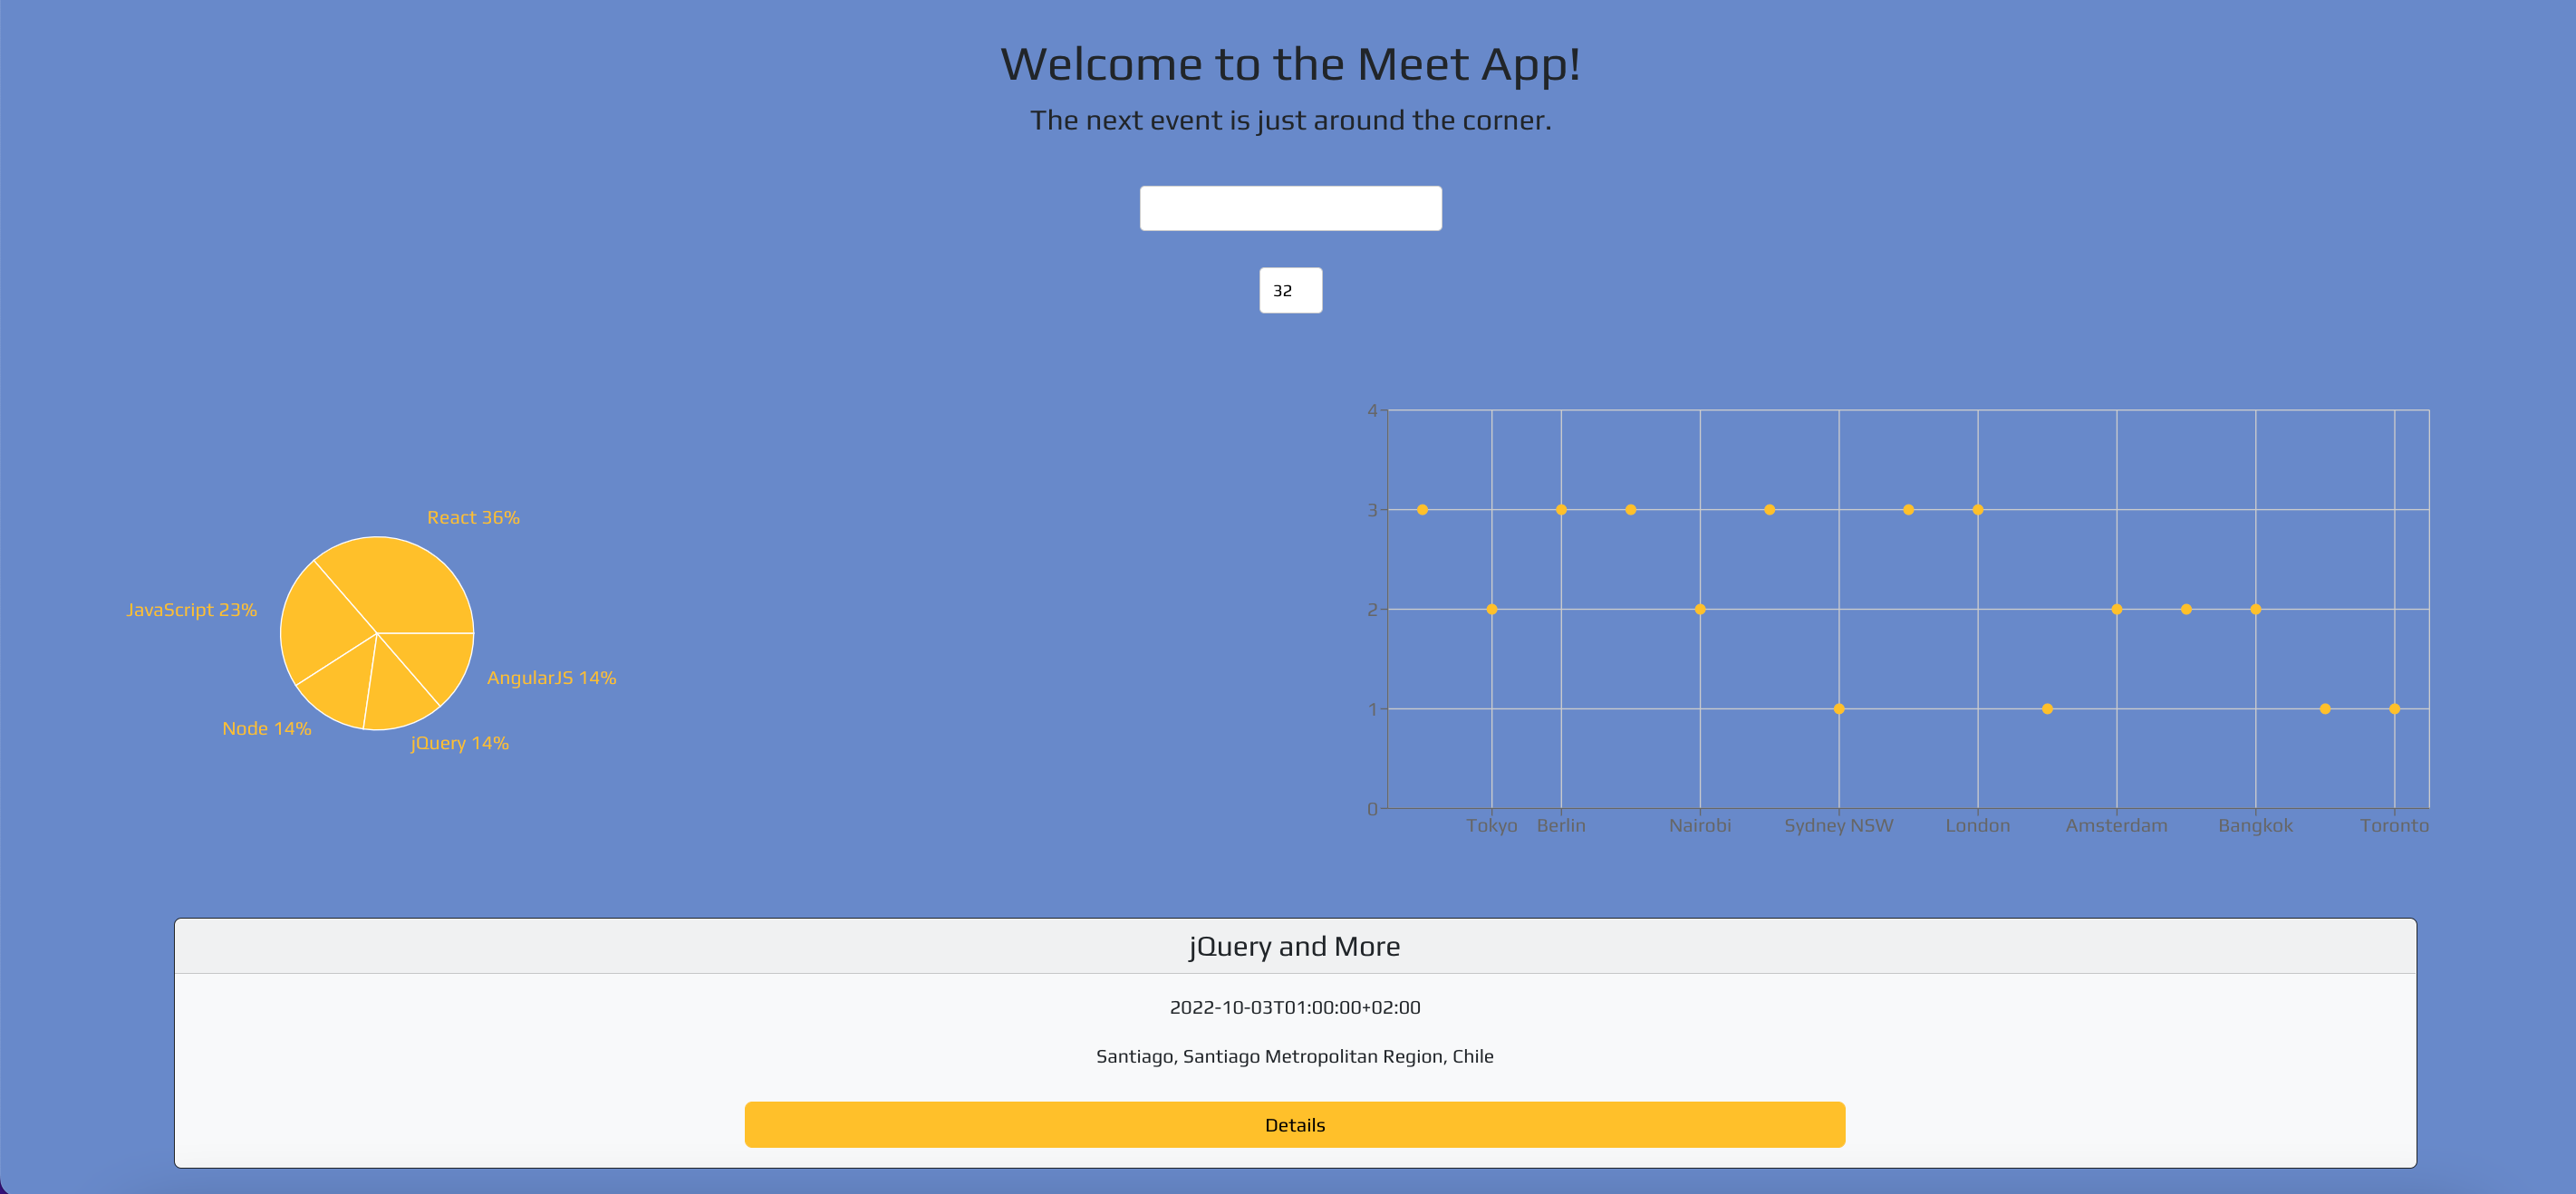 Welcome to the Meet App!
The next event is just around the corner.
32
React 36%
JavaScript 23%
AngularJS 14%
Node 14%
jQuery 14%
4
3
2
1
0
Tokyo Berlin Nairobi Sydney NSW London Amsterdam Bangkok Toronto
jQuery and More
2022-10-03T01:00:00+02:00
Santiago, Santiago Metropolitan Region, Chile
Details